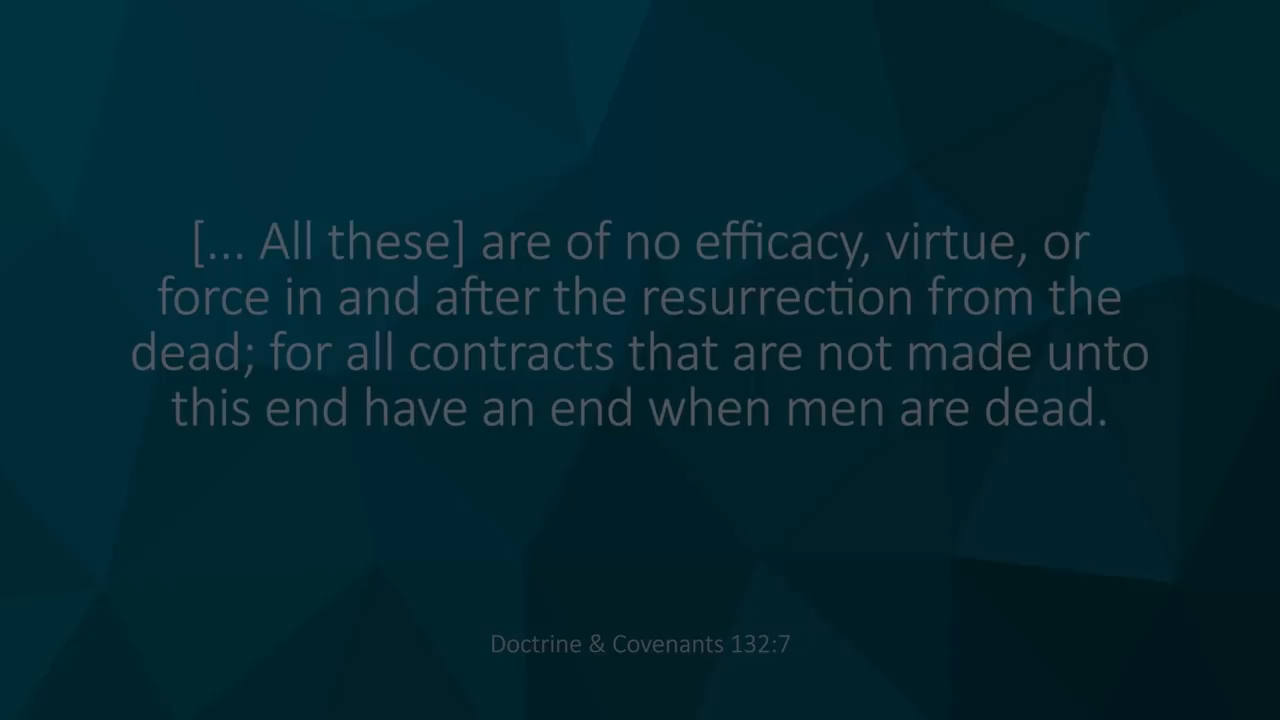 [... All these] are of no efficacy, virtue, or
force in and after the resurrection from the
dead; for all contracts that are not made unto
this end have an end when men are dead.
Doctrine & Covenants 132:7